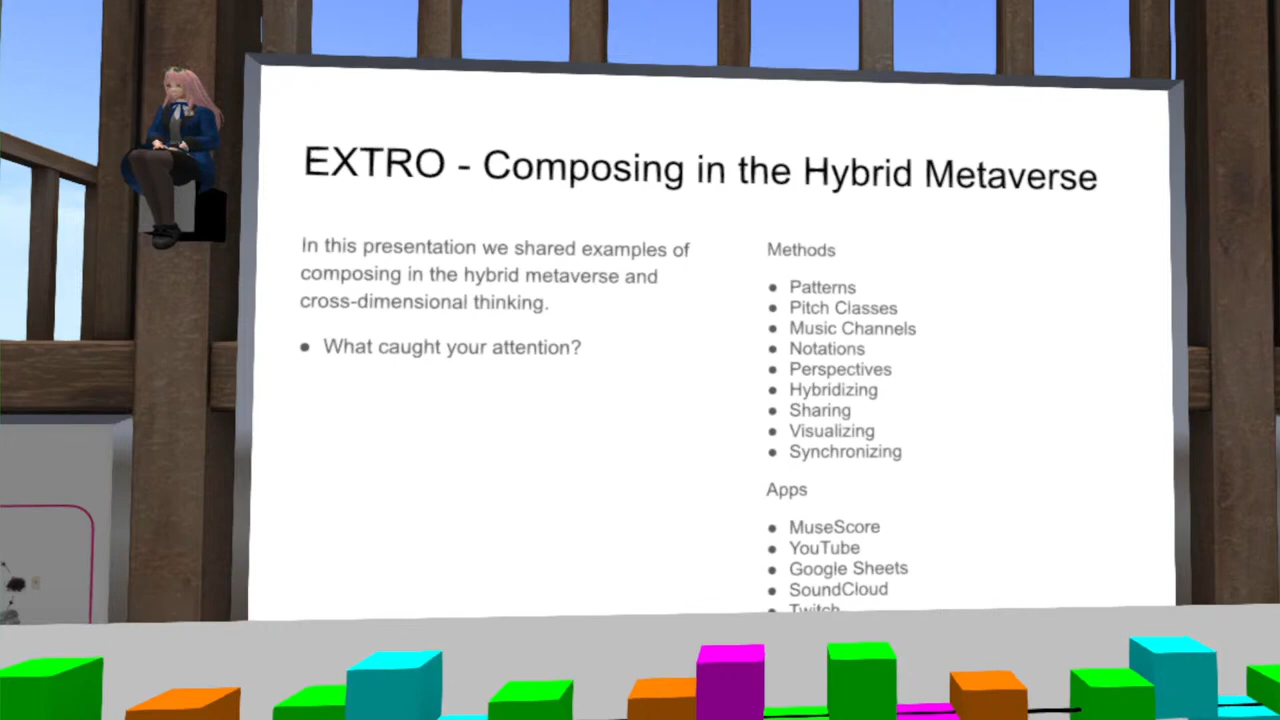 EXTRO - Composing in the Hybrid Metaverse
In this presentation we shared examples of
composing in the hybrid metaverse and
cross-dimensional thinking.
● What caught your attention?
Methods
● Patterns
● Pitch Classes
● Music Channels
● Notations
● Perspectives
● Hybridizing
● Sharing
● Visualizing
● Synchronizing
Apps
● MuseScore
● YouTube
● Google Sheets
● SoundCloud
● Twitch